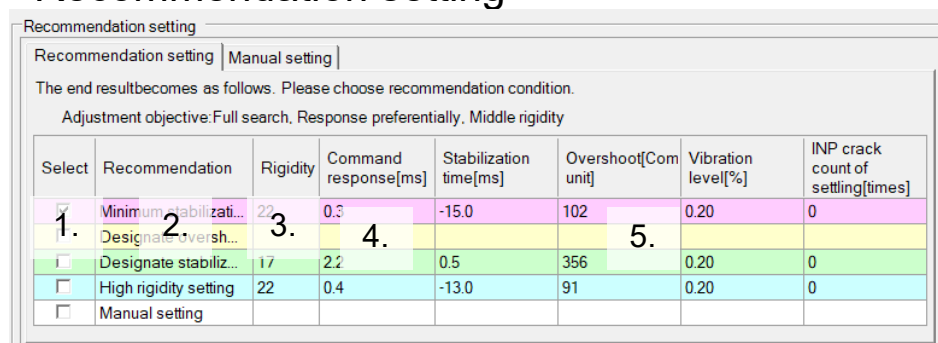 Recommendation setting
Recommendation setting
Recommendation setting Manual setting
The end resultbecomes as follows. Please choose recommendation condition.
Adjustment objective:Full search, Response preferentially, Middle rigidity
Select Recommendation Rigidity Command response[ms] Stabilization time[ms] Overshoot[Com unit] Vibration level[%] INP crack count of settling[times]
Minimum stabilizati... 22 0.3 -15.0 102 0.20 0
1. 2. 3. 4. 5.
Designate oversh...
Designate stabiliz... 17 2.2 0.5 356 0.20 0
High rigidity setting 22 0.4 -13.0 91 0.20 0
Manual setting